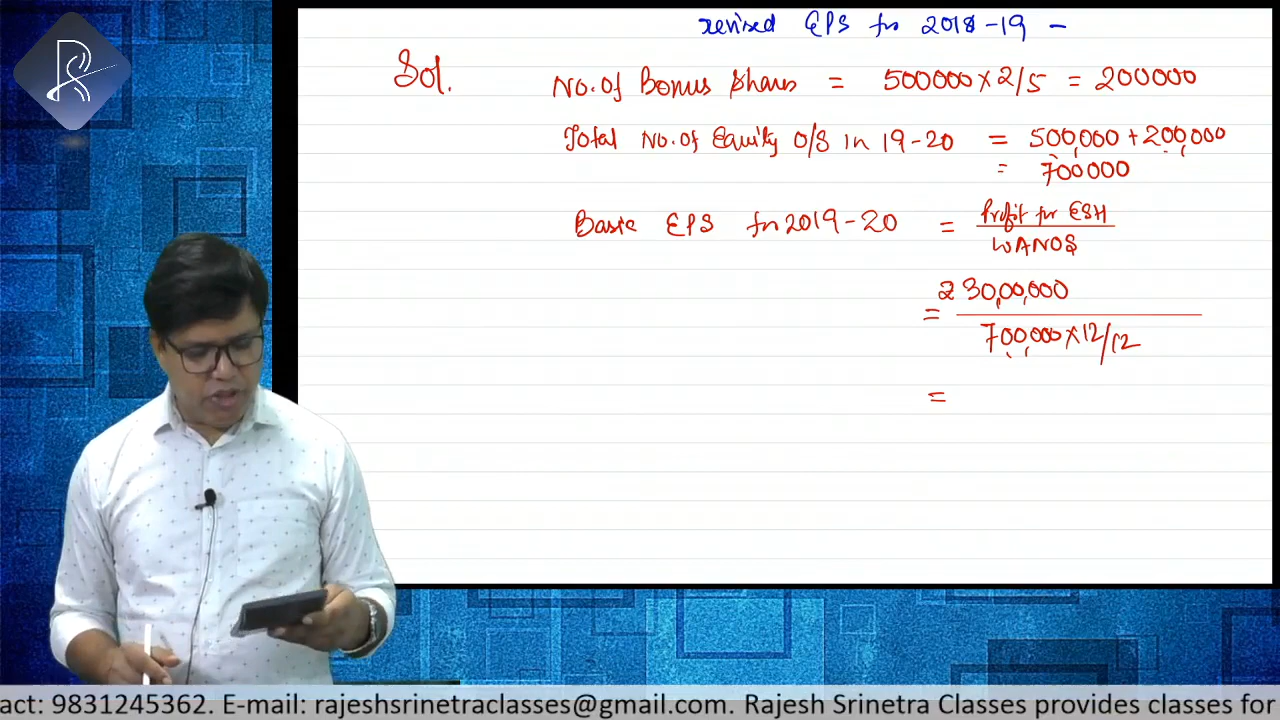 revised EPS for 2018-19 -
Sol.
No. of Bonus Shares = 500000 × 2/5 = 200000
Total No. of Equity O/S in 19-20 = 500,000 + 200,000
= 700000
Basic EPS for 2019-20 = Profit for ESH
WANOS
= 2 30,00,000
700,000 × 12/12
=
act: 9831245362. E-mail: rajeshsrinetraclasses@gmail.com. Rajesh Srinetra Classes provides classes for